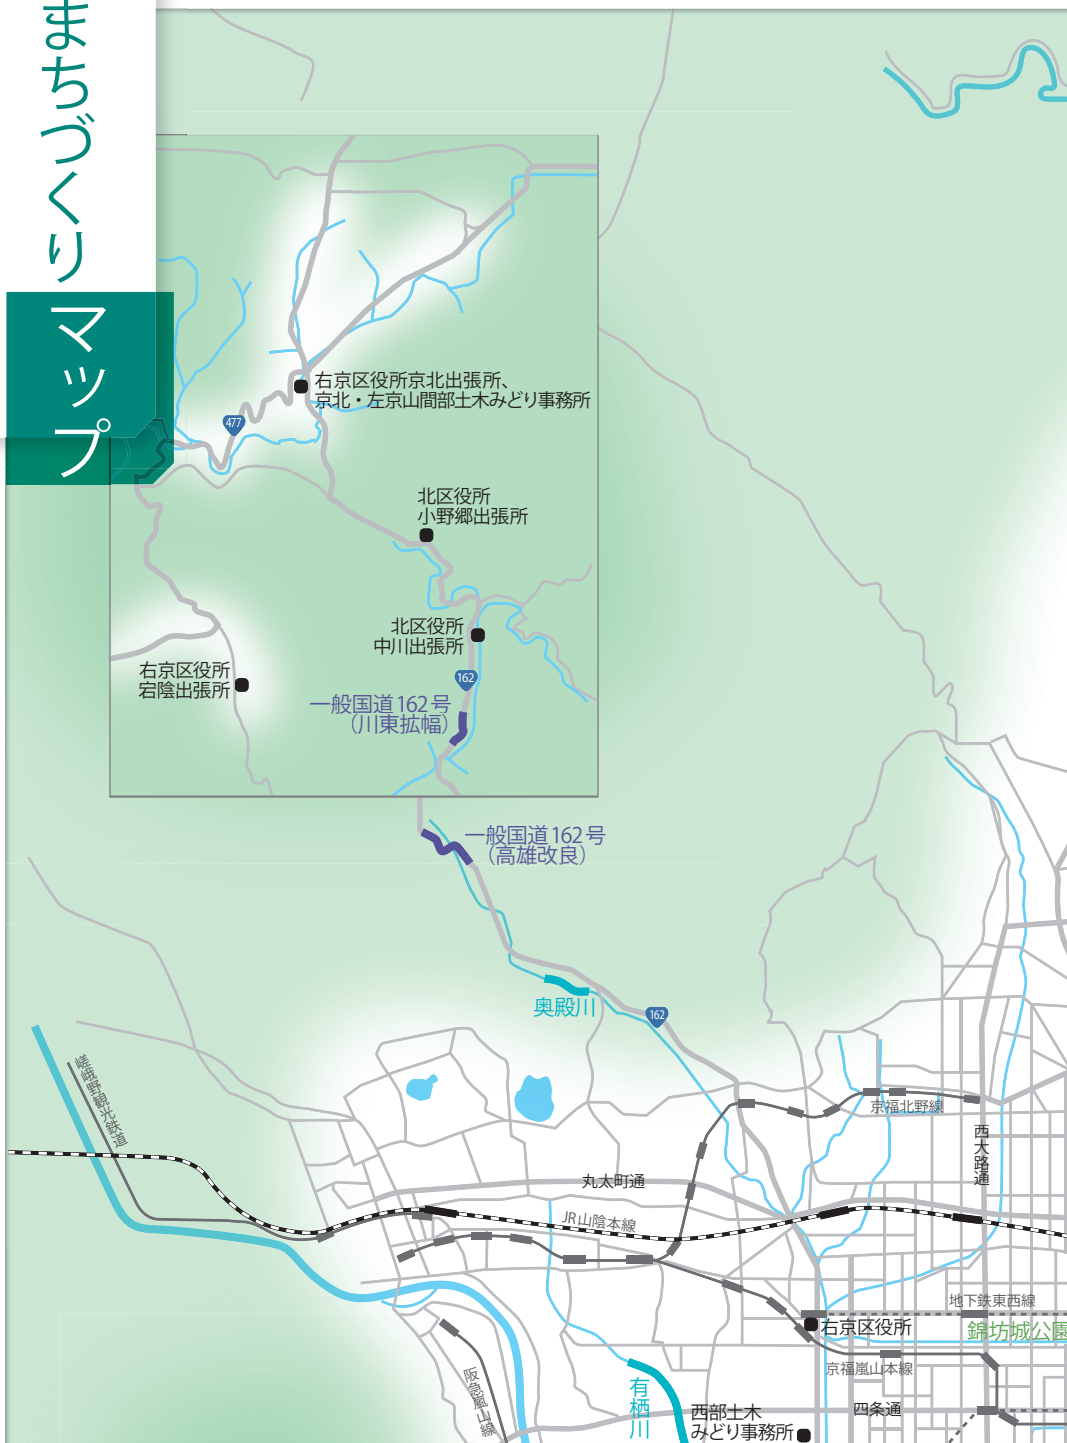 まちづくり
マップ
右京区役所京北出張所、
京北・左京山間部土木みどり事務所
477
北区役所
小野郷出張所
北区役所
中川出張所
右京区役所
宕陰出張所
162
一般国道162号
（川東拡幅）
一般国道162号
（高雄改良）
奥殿川
162
嵯峨野観光鉄道
京福北野線
西大路通
丸太町通
JR山陰本線
地下鉄東西線
右京区役所
錦坊城公園
京福嵐山本線
阪急嵐山線
有栖川
四条通
西部土木
みどり事務所